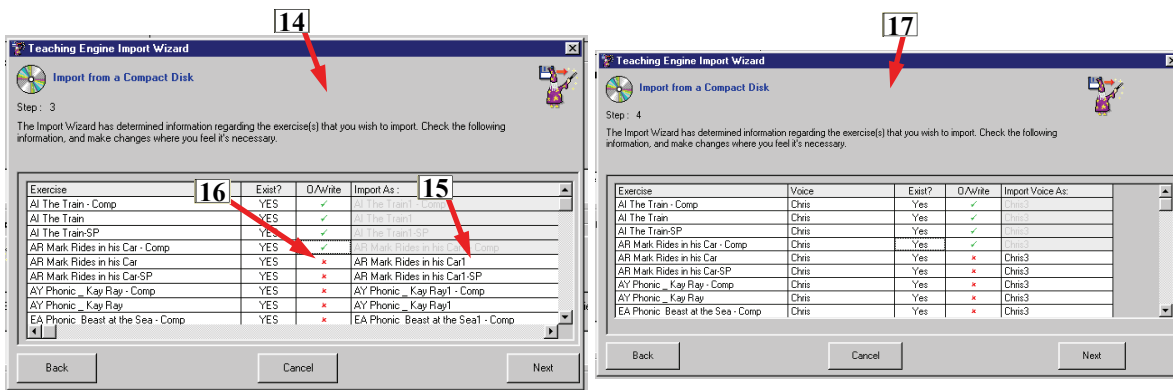 14
Teaching Engine Import Wizard
Import from a Compact Disk
Step : 3
The Import Wizard has determined information regarding the exercise(s) that you wish to import. Check the following
information, and make changes where you feel it's necessary.
16
15
Exercise Exist? O/Write Import As :
AI The Train - Comp YES ✓ AI The Train1 - Comp
AI The Train YES ✓ AI The Train1
AI The Train-SP YES ✓ AI The Train1-SP
AR Mark Rides in his Car - Comp YES ✓ AR Mark Rides in his Car1 - Comp
AR Mark Rides in his Car YES × AR Mark Rides in his Car1
AR Mark Rides in his Car-SP YES × AR Mark Rides in his Car1-SP
AY Phonic _ Kay Ray - Comp YES × AY Phonic _ Kay Ray1 - Comp
AY Phonic _ Kay Ray YES × AY Phonic _ Kay Ray1
EA Phonic Beast at the Sea - Comp YES × EA Phonic Beast at the Sea1 - Comp
Back Cancel Next
17
Teaching Engine Import Wizard
Import from a Compact Disk
Step : 4
The Import Wizard has determined information regarding the exercise(s) that you wish to import. Check the following
information, and make changes where you feel it's necessary.
Exercise Voice Exist? O/Write Import Voice As:
AI The Train - Comp Chris Yes ✓ Chris3
AI The Train Chris Yes ✓ Chris3
AI The Train-SP Chris Yes ✓ Chris3
AR Mark Rides in his Car - Comp Chris Yes ✓ Chris3
AR Mark Rides in his Car Chris Yes × Chris3
AR Mark Rides in his Car-SP Chris Yes × Chris3
AY Phonic _ Kay Ray - Comp Chris Yes × Chris3
AY Phonic _ Kay Ray Chris Yes × Chris3
EA Phonic Beast at the Sea - Comp Chris Yes × Chris3
Back Cancel Next